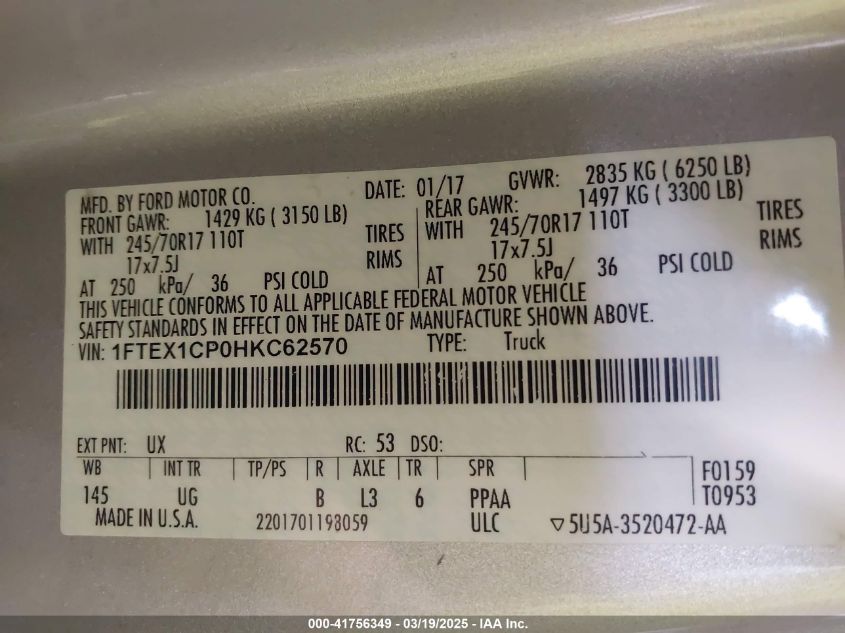 MFD. BY FORD MOTOR CO. DATE: 01/17 GVWR: 2835 KG ( 6250 LB)
FRONT GAWR: 1429 KG ( 3150 LB) REAR GAWR: 1497 KG ( 3300 LB)
WITH 245/70R17 110T TIRES WITH 245/70R17 110T TIRES
17x7.5J RIMS 17x7.5J RIMS
AT 250 kPa/ 36 PSI COLD AT 250 kPa/ 36 PSI COLD
THIS VEHICLE CONFORMS TO ALL APPLICABLE FEDERAL MOTOR VEHICLE
SAFETY STANDARDS IN EFFECT ON THE DATE OF MANUFACTURE SHOWN ABOVE.
VIN: 1FTEX1CP0HKC62570 TYPE: Truck
EXT PNT: UX RC: 53 DSO:
WB INT TR TP/PS R AXLE TR SPR F0159
145 UG B L3 6 PPAA T0953
MADE IN U.S.A. 2201701193059 ULC ▽5U5A-3520472-AA
000-41756349 - 03/19/2025 - IAA Inc.